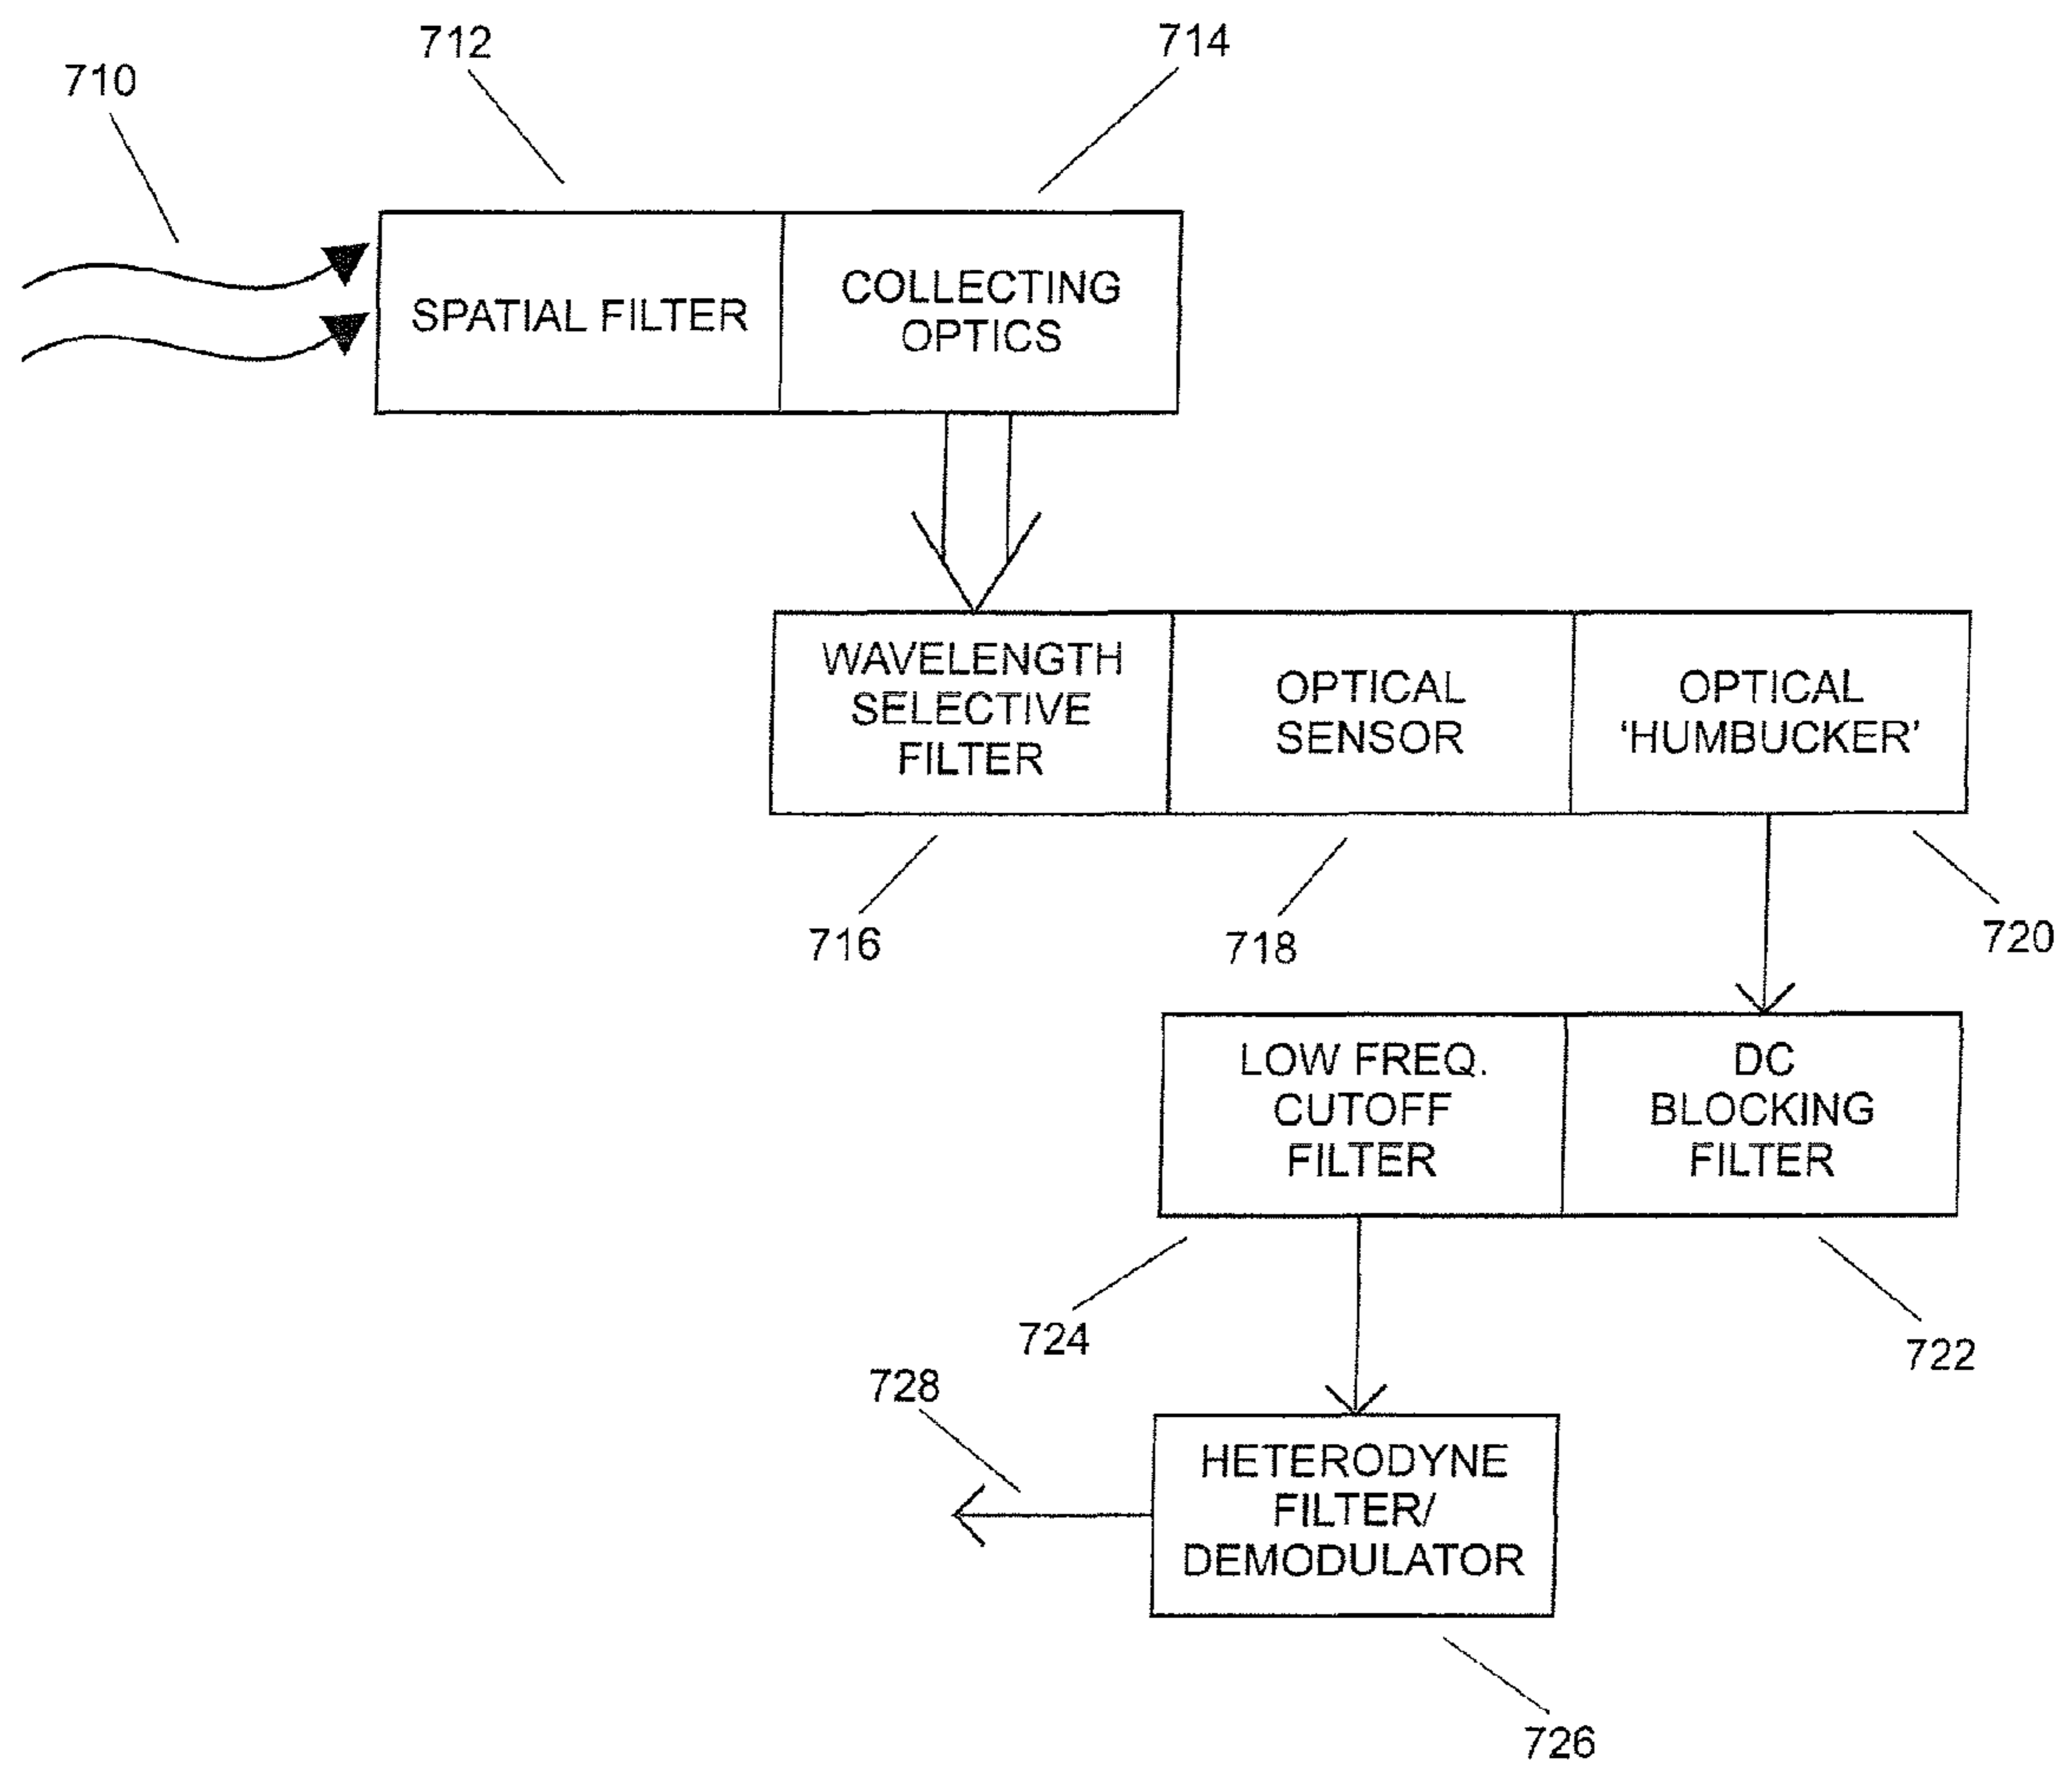 710
712
714
SPATIAL FILTER
COLLECTING
OPTICS
WAVELENGTH
SELECTIVE
FILTER
OPTICAL
SENSOR
OPTICAL
'HUMBUCKER'
716
718
720
LOW FREQ.
CUTOFF
FILTER
DC
BLOCKING
FILTER
724
722
728
HETERODYNE
FILTER/
DEMODULATOR
726